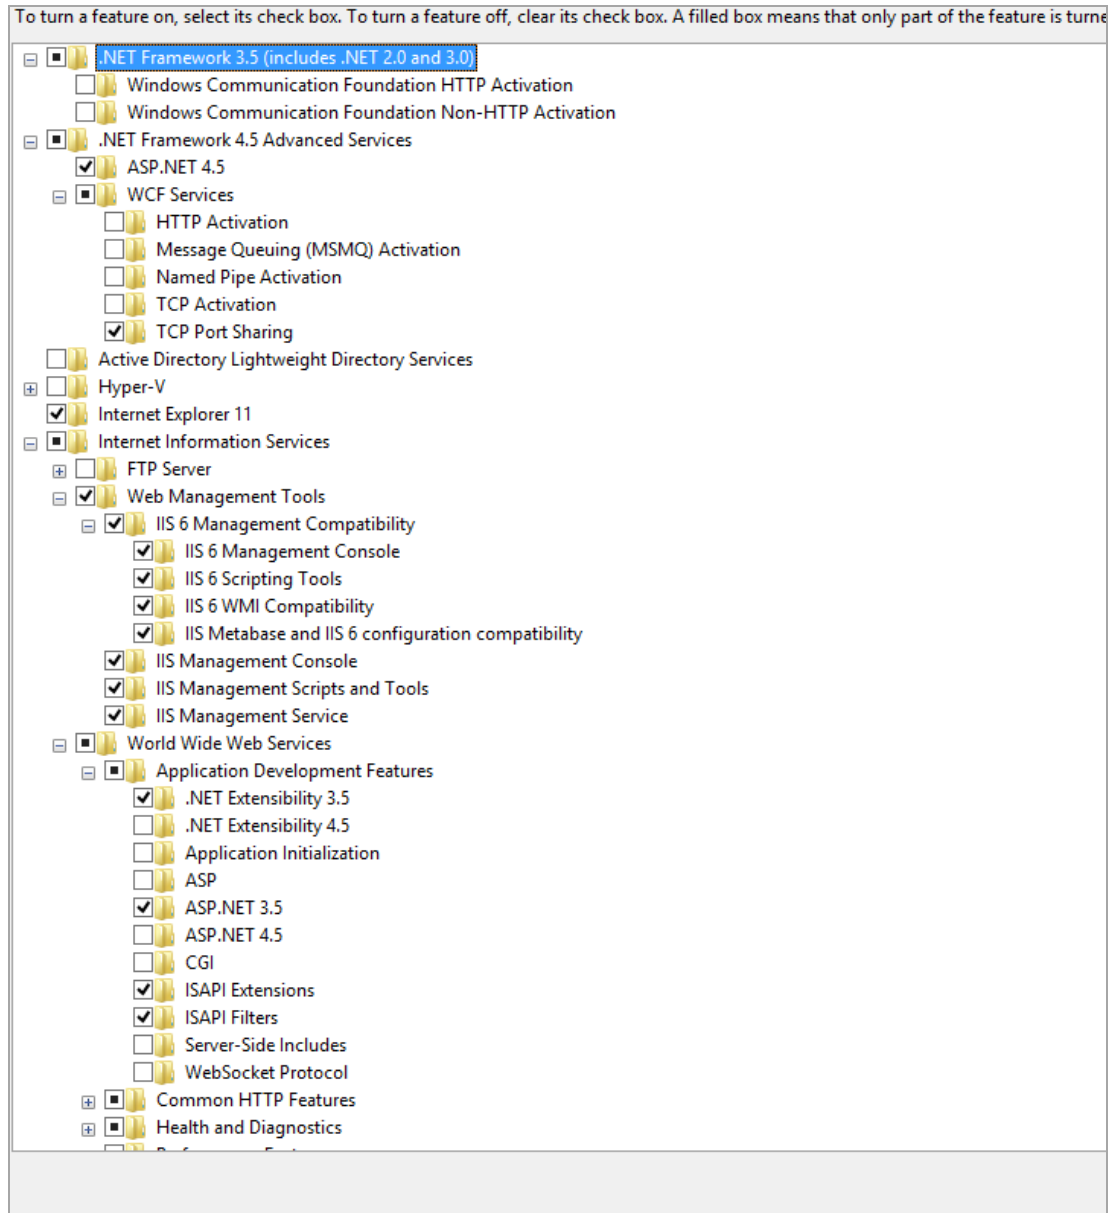 To turn a feature on, select its check box. To turn a feature off, clear its check box. A filled box means that only part of the feature is turne
.NET Framework 3.5 (includes .NET 2.0 and 3.0)
Windows Communication Foundation HTTP Activation
Windows Communication Foundation Non-HTTP Activation
.NET Framework 4.5 Advanced Services
ASP.NET 4.5
WCF Services
HTTP Activation
Message Queuing (MSMQ) Activation
Named Pipe Activation
TCP Activation
TCP Port Sharing
Active Directory Lightweight Directory Services
Hyper-V
Internet Explorer 11
Internet Information Services
FTP Server
Web Management Tools
IIS 6 Management Compatibility
IIS 6 Management Console
IIS 6 Scripting Tools
IIS 6 WMI Compatibility
IIS Metabase and IIS 6 configuration compatibility
IIS Management Console
IIS Management Scripts and Tools
IIS Management Service
World Wide Web Services
Application Development Features
.NET Extensibility 3.5
.NET Extensibility 4.5
Application Initialization
ASP
ASP.NET 3.5
ASP.NET 4.5
CGI
ISAPI Extensions
ISAPI Filters
Server-Side Includes
WebSocket Protocol
Common HTTP Features
Health and Diagnostics